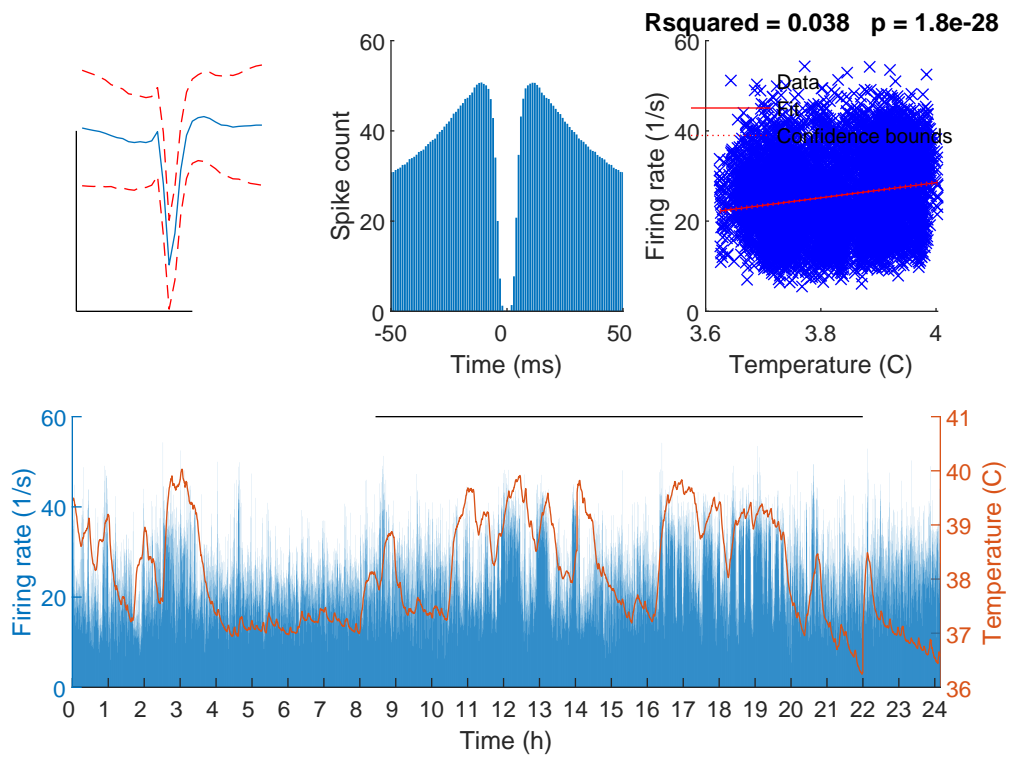 Rsquared = 0.038 p = 1.8e-28
60
40
20
0
Spike count
-50
0
50
Time (ms)
60
40
20
0
Firing rate (1/s)
Data
Fit
Confidence bounds
3.6
3.8
4
Temperature (C)
60
40
20
0
Firing rate (1/s)
41
40
39
38
37
36
Temperature (C)
0 1 2 3 4 5 6 7 8 9 10 11 12 13 14 15 16 17 18 19 20 21 22 23 24
Time (h)